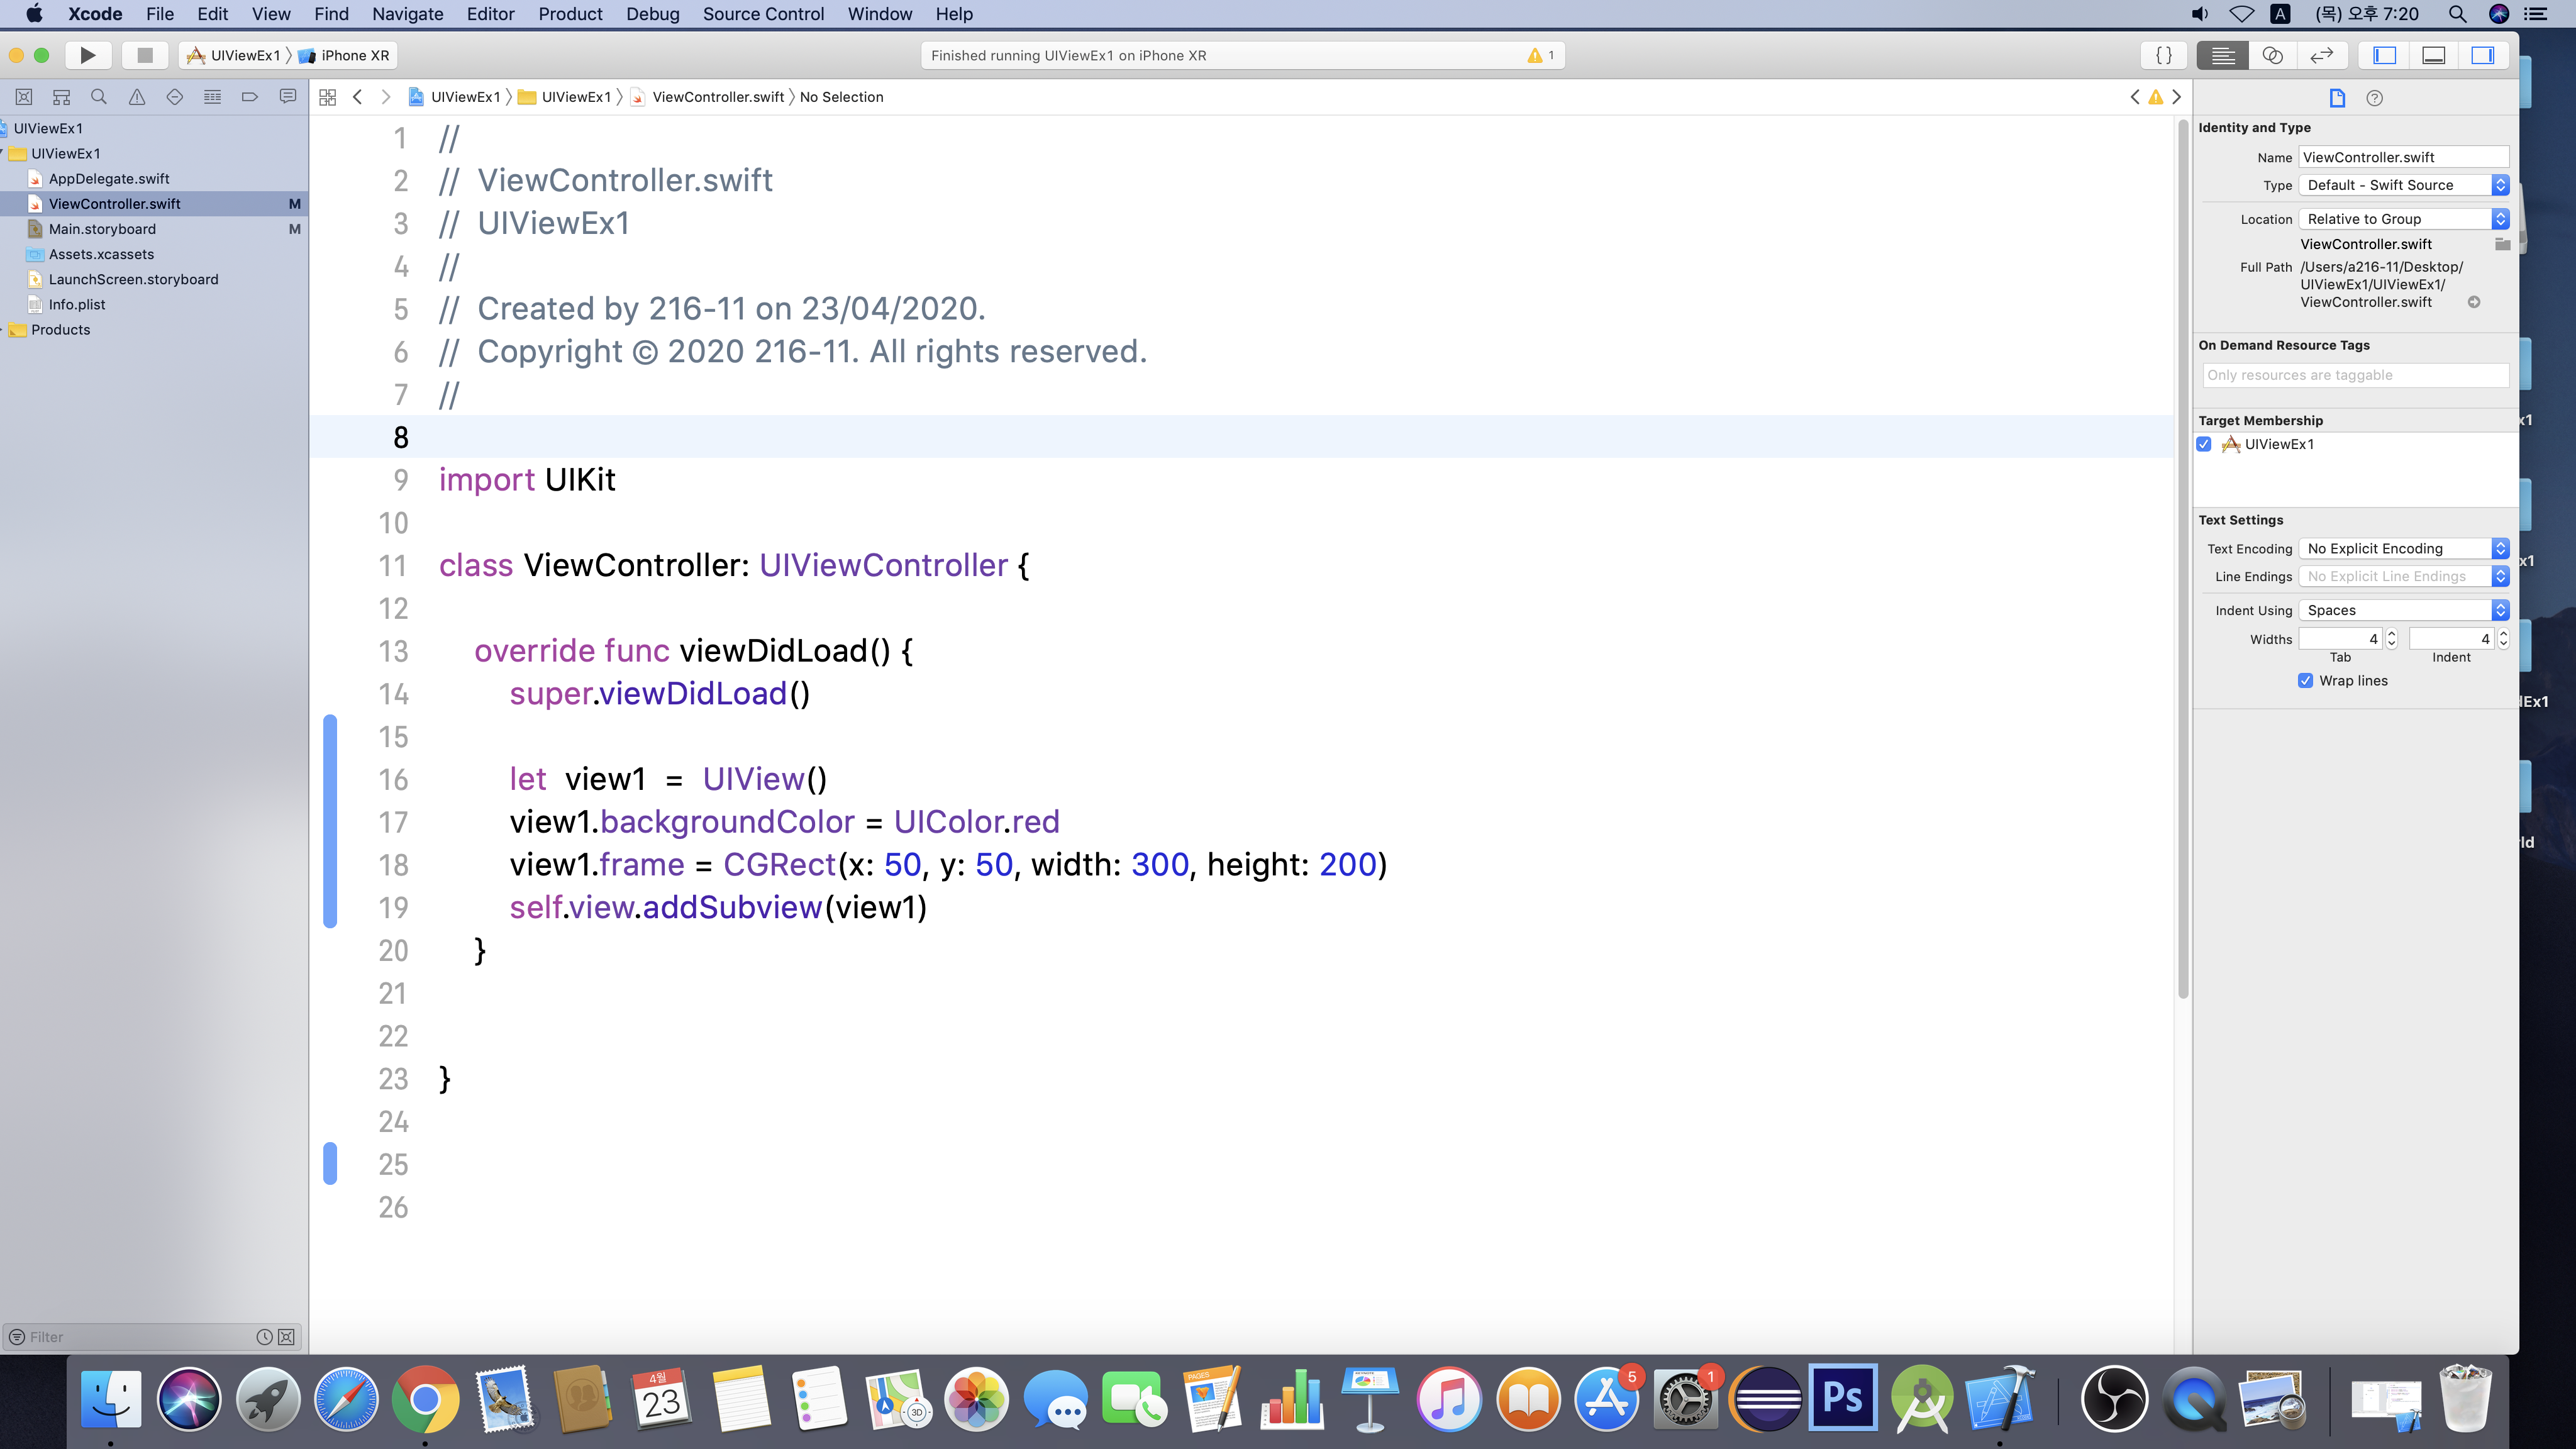 Xcode File Edit View Find Navigate Editor Product Debug Source Control Window Help
A (목) 오후 7:20
UIViewEx1 iPhone XR
Finished running UIViewEx1 on iPhone XR 1
{ }
UIViewEx1 UIViewEx1 ViewController.swift No Selection
UIViewEx1
UIViewEx1
AppDelegate.swift
ViewController.swift M
Main.storyboard M
Assets.xcassets
LaunchScreen.storyboard
Info.plist
Products
Filter
1 //
2 // ViewController.swift
3 // UIViewEx1
4 //
5 // Created by 216-11 on 23/04/2020.
6 // Copyright © 2020 216-11. All rights reserved.
7 //
8
9 import UIKit
10
11 class ViewController: UIViewController {
12
13 override func viewDidLoad() {
14 super.viewDidLoad()
15
16 let view1 = UIView()
17 view1.backgroundColor = UIColor.red
18 view1.frame = CGRect(x: 50, y: 50, width: 300, height: 200)
19 self.view.addSubview(view1)
20 }
21
22
23 }
24
25
26
Identity and Type
Name ViewController.swift
Type Default - Swift Source
Location Relative to Group
ViewController.swift
Full Path /Users/a216-11/Desktop/
UIViewEx1/UIViewEx1/
ViewController.swift
On Demand Resource Tags
Only resources are taggable
Target Membership
UIViewEx1
Text Settings
Text Encoding No Explicit Encoding
Line Endings No Explicit Line Endings
Indent Using Spaces
Widths 4 4
Tab Indent
Wrap lines
x1
x1
Ex1
ld
4월
23
3D
PAGES
5
1
Ps